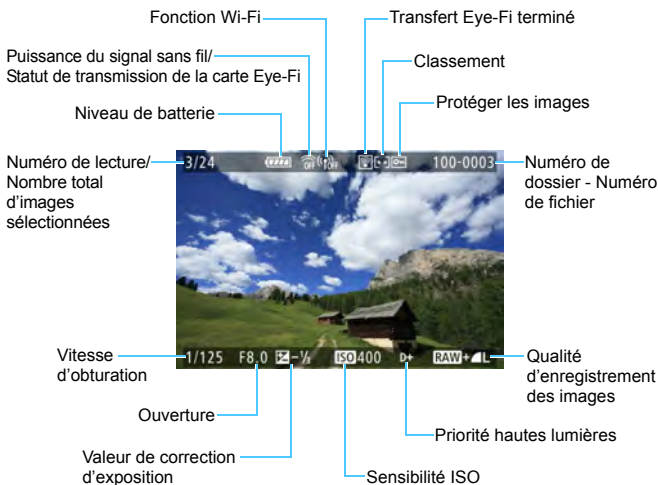 Fonction Wi-Fi
Transfert Eye-Fi terminé
Puissance du signal sans fil/
Statut de transmission de la carte Eye-Fi
Classement
Niveau de batterie
Protéger les images
Numéro de lecture/
Nombre total
d'images
sélectionnées
3/24
OFF
OFF
100-0003
Numéro de
dossier - Numéro
de fichier
Vitesse
d'obturation
1/125 F8.0 -⅓ ISO 400 D+ RAW+L
Qualité
d'enregistrement
des images
Ouverture
Priorité hautes lumières
Valeur de correction
d'exposition
Sensibilité ISO